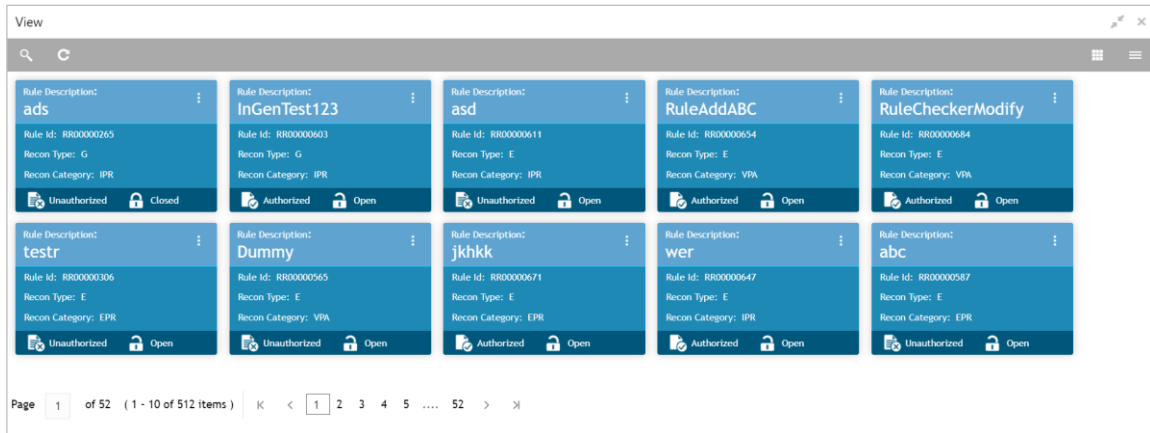 View
Rule Description:
ads
Rule Id: RR00000265
Recon Type: G
Recon Category: IPR
Unauthorized Closed
Rule Description:
InGenTest123
Rule Id: RR00000603
Recon Type: G
Recon Category: IPR
Authorized Open
Rule Description:
asd
Rule Id: RR00000611
Recon Type: E
Recon Category: IPR
Unauthorized Open
Rule Description:
RuleAddABC
Rule Id: RR00000654
Recon Type: E
Recon Category: VPA
Authorized Open
Rule Description:
RuleCheckerModify
Rule Id: RR00000684
Recon Type: E
Recon Category: VPA
Authorized Open
Rule Description:
testr
Rule Id: RR00000306
Recon Type: E
Recon Category: EPR
Unauthorized Open
Rule Description:
Dummy
Rule Id: RR00000565
Recon Type: E
Recon Category: VPA
Unauthorized Open
Rule Description:
jkhkk
Rule Id: RR00000671
Recon Type: E
Recon Category: EPR
Authorized Open
Rule Description:
wer
Rule Id: RR00000647
Recon Type: E
Recon Category: IPR
Authorized Open
Rule Description:
abc
Rule Id: RR00000587
Recon Type: E
Recon Category: EPR
Unauthorized Open
Page 1 of 52 ( 1 - 10 of 512 items ) 1 2 3 4 5 .... 52